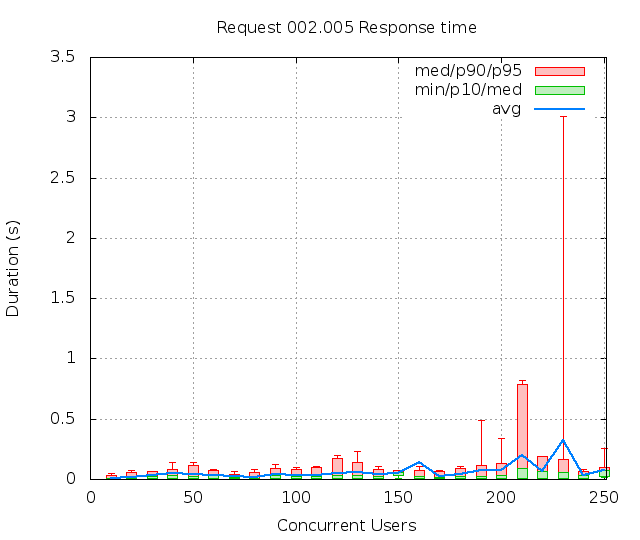 Request 002.005 Response time
3.5
3
2.5
2
1.5
1
0.5
0
Duration (s)
med/p90/p95
min/p10/med
avg
0 50 100 150 200 250
Concurrent Users